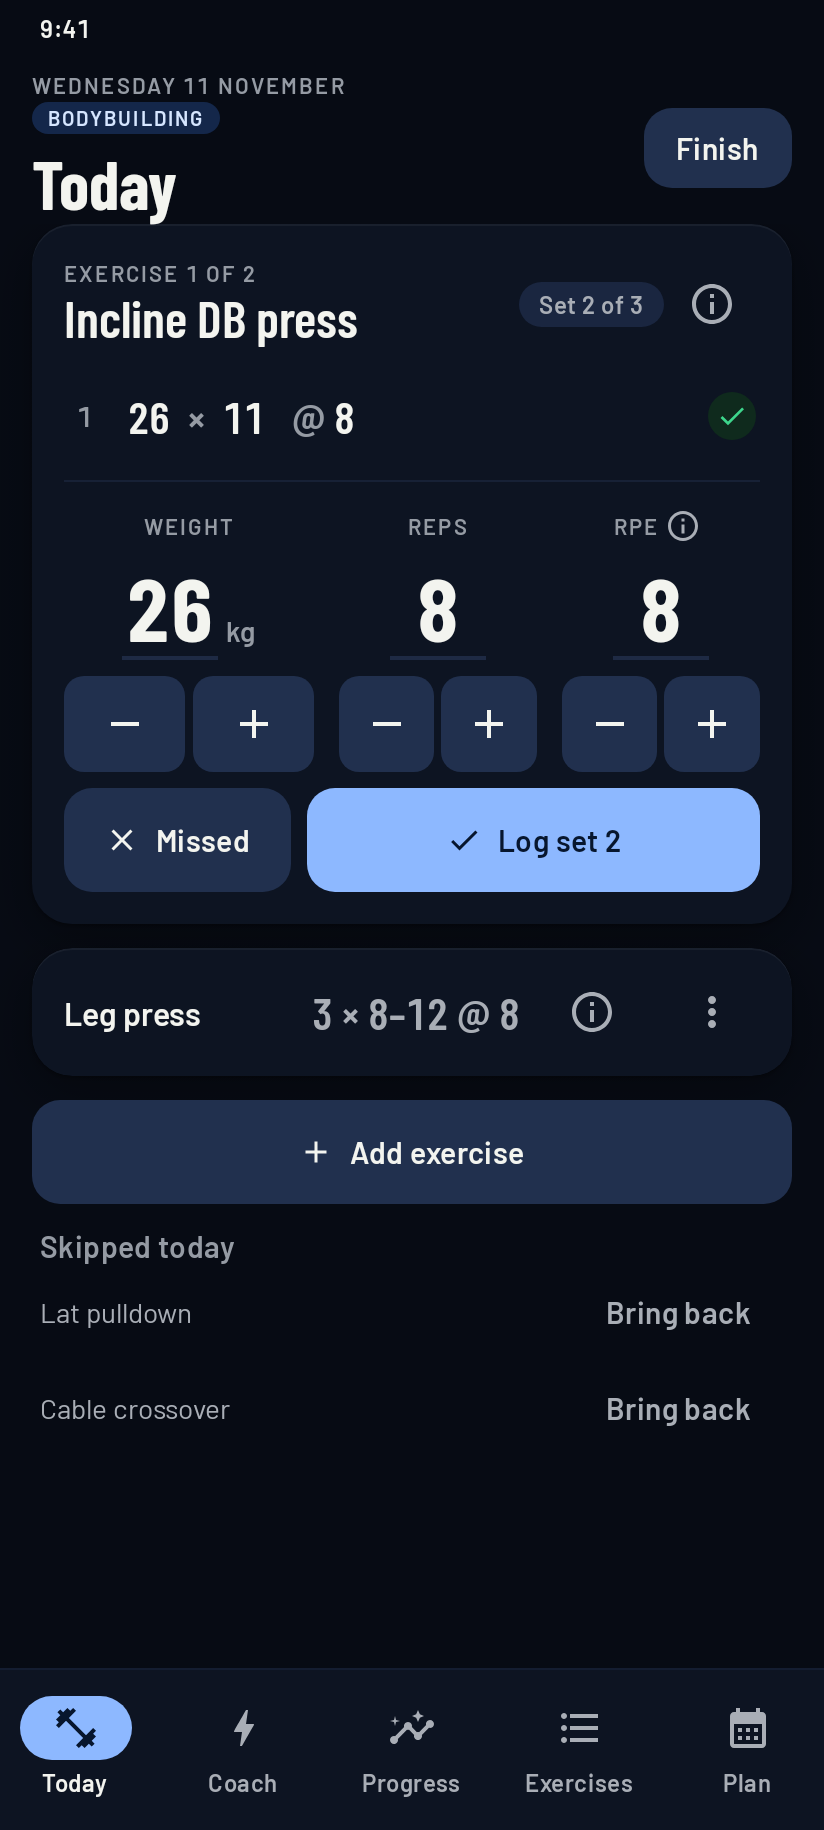 9:41
WEDNESDAY 11 NOVEMBER
BODYBUILDING
Today
Finish
EXERCISE 1 OF 2
Incline DB press
Set 2 of 3
1 26 × 11 @ 8
WEIGHT REPS RPE
26 kg 8 8
Missed
Log set 2
Leg press 3 × 8–12 @ 8
Add exercise
Skipped today
Lat pulldown Bring back
Cable crossover Bring back
Today Coach Progress Exercises Plan